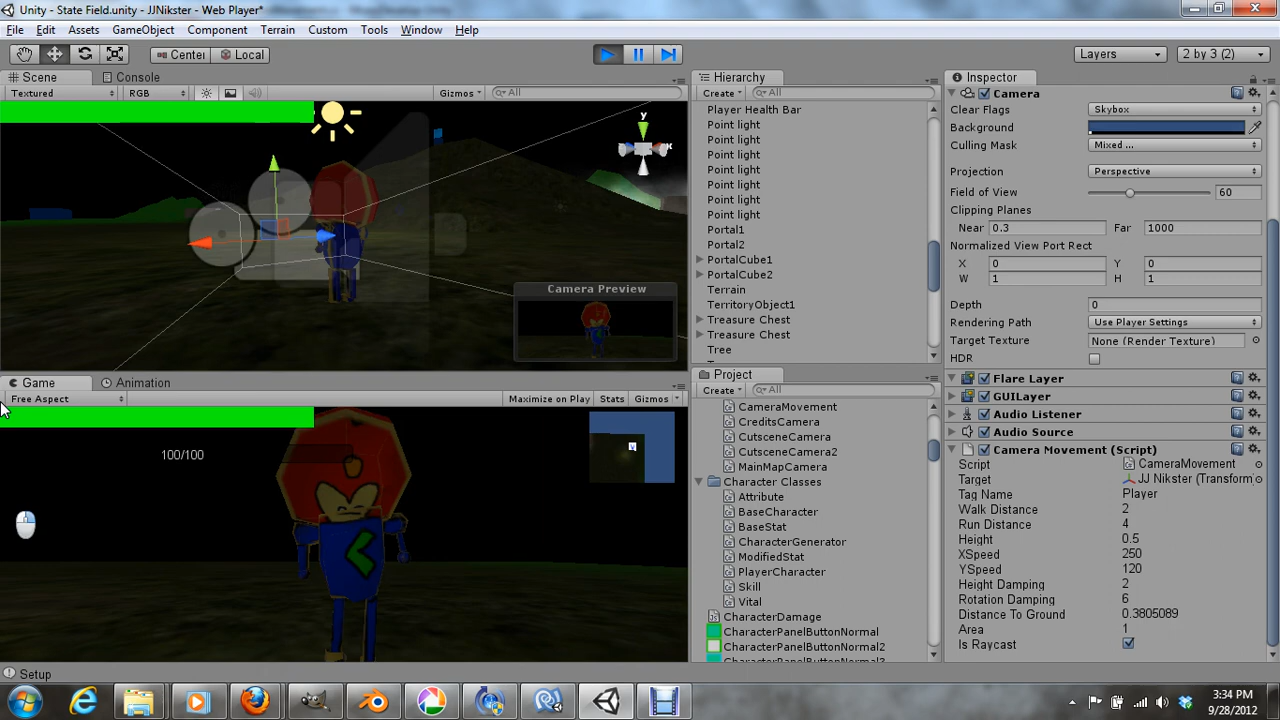 Unity - State Field.unity - JJNikster - Web Player*
File Edit Assets GameObject Component Terrain Custom Tools Window Help
Center Local Layers 2 by 3 (2)
Scene Console
Textured RGB Gizmos All
y
x
Camera Preview
Game Animation
Free Aspect Maximize on Play Stats Gizmos
100/100
Hierarchy
Create All
Player Health Bar
Point light
Point light
Point light
Point light
Point light
Point light
Point light
Portal1
Portal2
PortalCube1
PortalCube2
Terrain
TerritoryObject1
Treasure Chest
Treasure Chest
Tree
Project
Create All
CameraMovement
CreditsCamera
CutsceneCamera
CutsceneCamera2
MainMapCamera
Character Classes
Attribute
BaseCharacter
BaseStat
CharacterGenerator
ModifiedStat
PlayerCharacter
Skill
Vital
CharacterDamage
CharacterPanelButtonNormal
CharacterPanelButtonNormal2
Inspector
Camera
Clear Flags Skybox
Background
Culling Mask Mixed ...
Projection Perspective
Field of View 60
Clipping Planes
Near 0.3 Far 1000
Normalized View Port Rect
X 0 Y 0
W 1 H 1
Depth 0
Rendering Path Use Player Settings
Target Texture None (Render Texture)
HDR
Flare Layer
GUILayer
Audio Listener
Audio Source
Camera Movement (Script)
Script CameraMovement
Target JJ Nikster (Transform
Tag Name Player
Walk Distance 2
Run Distance 4
Height 0.5
XSpeed 250
YSpeed 120
Height Damping 2
Rotation Damping 6
Distance To Ground 0.3805089
Area 1
Is Raycast
Setup
3:34 PM
9/28/2012